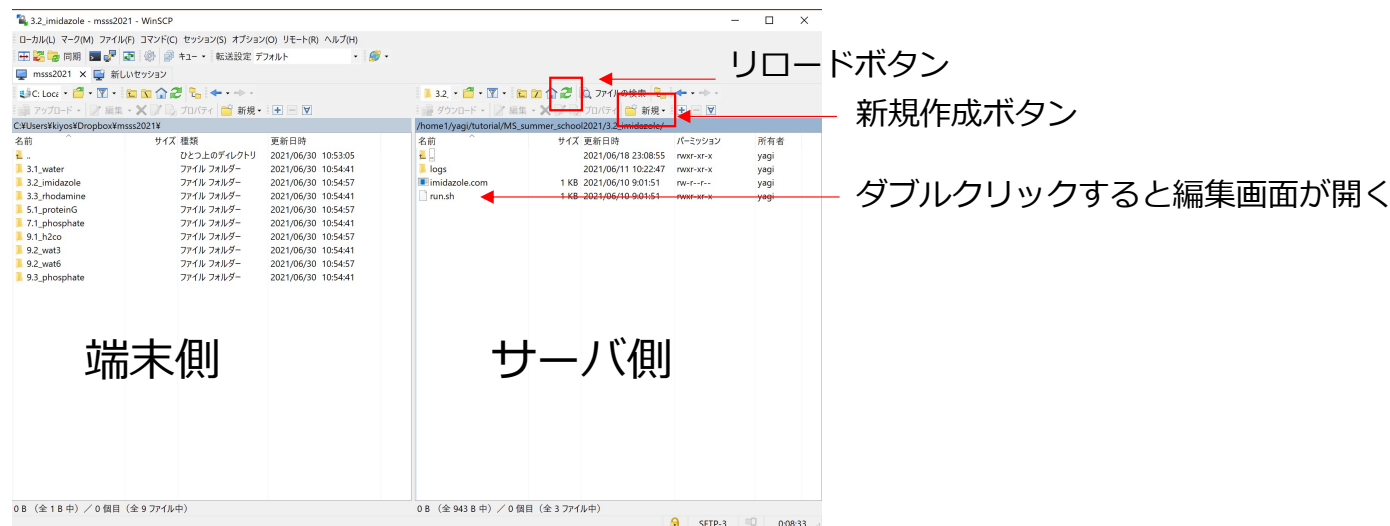 3.2_imidazole - msss2021 - WinSCP
ローカル(L) マーク(M) ファイル(F) コマンド(C) セッション(S) オプション(O) リモート(R) ヘルプ(H)
同期 キュー 転送設定 デフォルト
msss2021 新しいセッション
C: Loca 3.2_ ファイルの検索
アップロード 編集 プロパティ 新規 ダウンロード 編集 プロパティ 新規
C:¥Users¥kiyos¥Dropbox¥msss2021¥
名前 サイズ 種類 更新日時
.. ひとつ上のディレクトリ 2021/06/30 10:53:05
3.1_water ファイル フォルダー 2021/06/30 10:54:41
3.2_imidazole ファイル フォルダー 2021/06/30 10:54:57
3.3_rhodamine ファイル フォルダー 2021/06/30 10:54:41
5.1_proteinG ファイル フォルダー 2021/06/30 10:54:57
7.1_phosphate ファイル フォルダー 2021/06/30 10:54:41
9.1_h2co ファイル フォルダー 2021/06/30 10:54:57
9.2_wat3 ファイル フォルダー 2021/06/30 10:54:41
9.2_wat6 ファイル フォルダー 2021/06/30 10:54:57
9.3_phosphate ファイル フォルダー 2021/06/30 10:54:41
端末側
0 B （全 1 B 中）／ 0 個目（全 9 ファイル中）
/home1/yagi/tutorial/MS_summer_school2021/3.2_imidazole/
名前 サイズ 更新日時 パーミッション 所有者
.. 2021/06/18 23:08:55 rwxr-xr-x yagi
logs 2021/06/11 10:22:47 rwxr-xr-x yagi
imidazole.com 1 KB 2021/06/10 9:01:51 rw-r--r-- yagi
run.sh 1 KB 2021/06/10 9:01:51 rwxr-xr-x yagi
サーバ側
0 B （全 943 B 中）／ 0 個目（全 3 ファイル中）
SFTP-3 0:08:33
リロードボタン
新規作成ボタン
ダブルクリックすると編集画面が開く